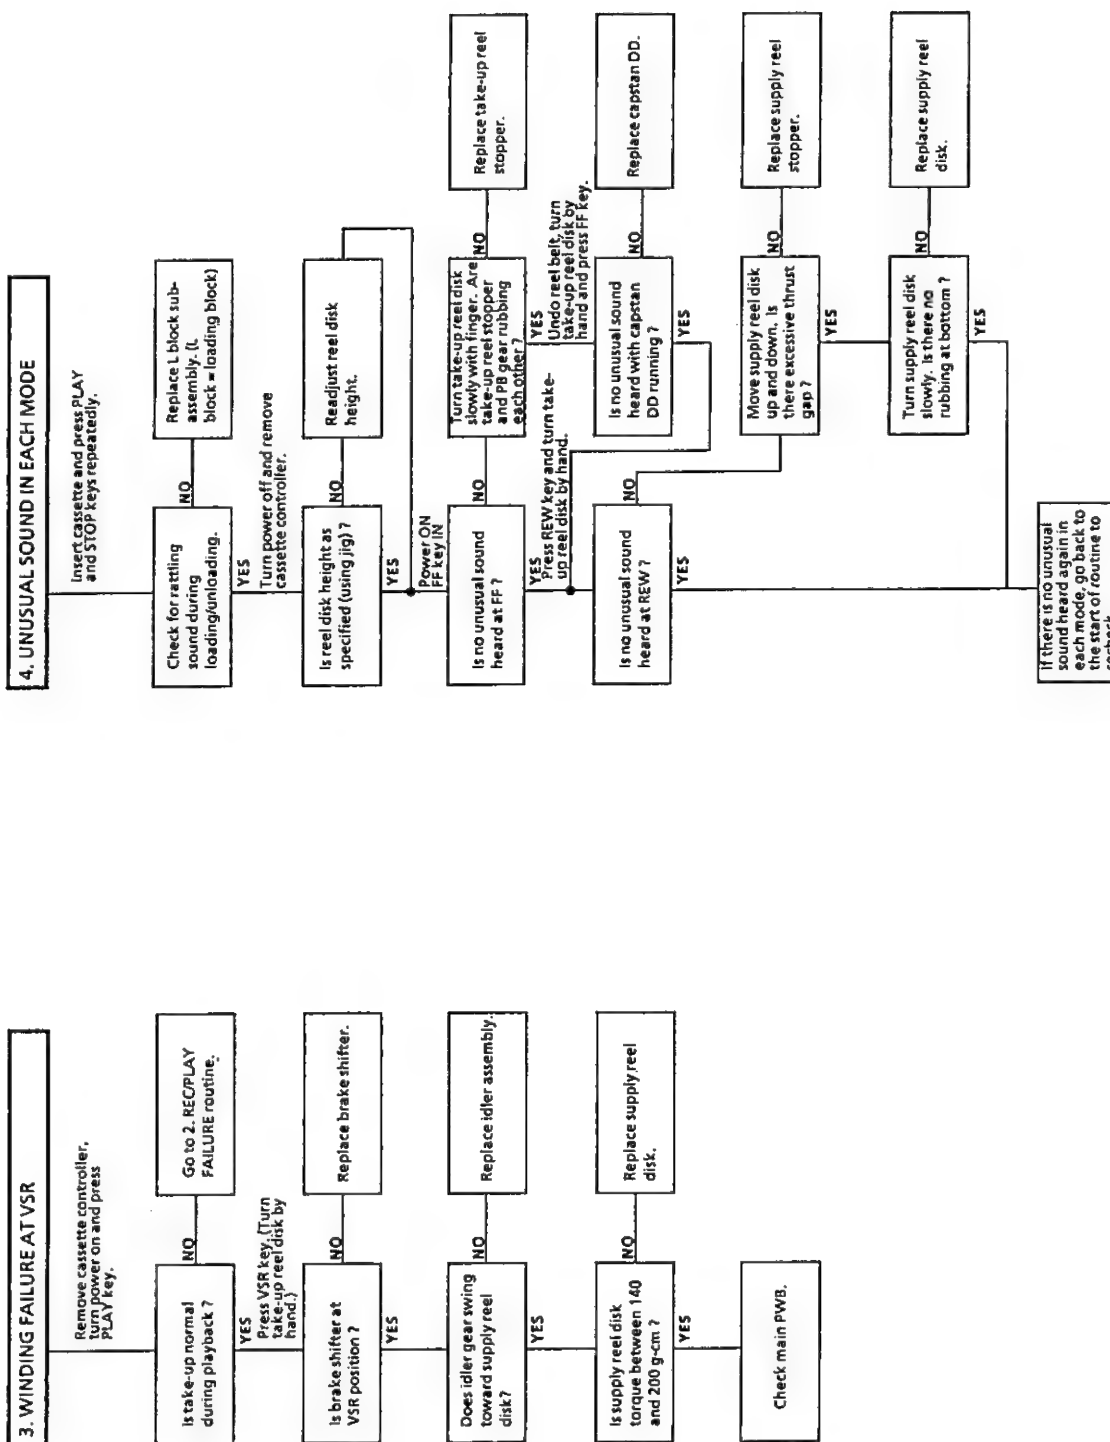 3. WINDING FAILURE AT VSR
Remove cassette controller,
turn power on and press
PLAY key.
Is take-up normal
during playback ?
NO
Go to 2. REC/PLAY
FAILURE routine.
YES
Press VSR key. (Turn
take-up reel disk by
hand.)
Is brake shifter at
VSR position ?
NO
Replace brake shifter.
YES
Does idler gear swing
toward supply reel
disk?
NO
Replace idler assembly.
YES
Is supply reel disk
torque between 140
and 200 g-cm ?
NO
Replace supply reel
disk.
YES
Check main PWB.
4. UNUSUAL SOUND IN EACH MODE
Insert cassette and press PLAY
and STOP keys repeatedly.
Check for rattling
sound during
loading/unloading.
NO
Replace L block sub-
assembly. (L
block = loading block)
YES
Turn power off and remove
cassette controller.
Is reel disk height as
specified (using jig) ?
NO
Readjust reel disk
height.
YES
Power ON
FF key IN
Is no unusual sound
heard at FF ?
NO
Turn take-up reel disk
slowly with finger. Are
take-up reel stopper
and PB gear rubbing
each other ?
NO
Replace take-up reel
stopper.
YES
Undo reel belt, turn
take-up reel disk by
hand and press FF key.
Is no unusual sound
heard with capstan
DD running ?
NO
Replace capstan DD.
YES
YES
Press REW key and turn take-
up reel disk by hand.
Is no unusual sound
heard at REW ?
NO
Move supply reel disk
up and down. Is
there excessive thrust
gap ?
NO
Replace supply reel
stopper.
YES
Turn supply reel disk
slowly. Is there no
rubbing at bottom ?
NO
Replace supply reel
disk.
YES
YES
If there is no unusual
sound heard again in
each mode, go back to
the start of routine to